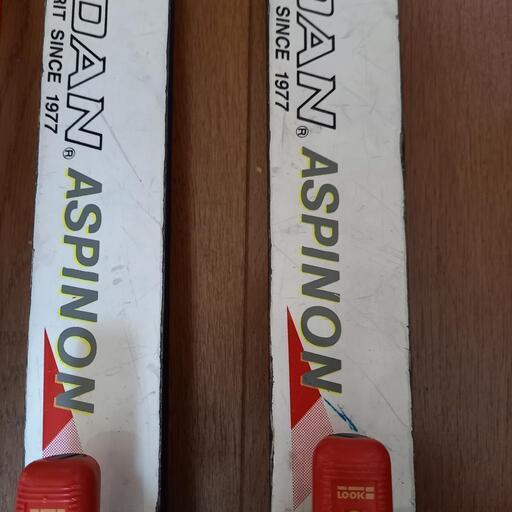 DAN®
RIT SINCE 1977
ASPINON
DAN®
T SINCE 1977
ASPINON
LOOK